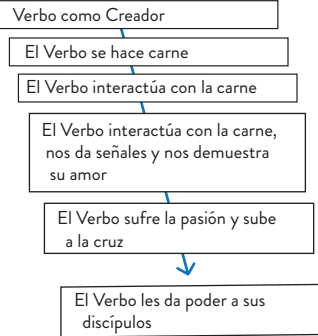 Verbo como Creador
El Verbo se hace carne
El Verbo interactúa con la carne
El Verbo interactúa con la carne,
nos da señales y nos demuestra
su amor
El Verbo sufre la pasión y sube
a la cruz
El Verbo les da poder a sus
discípulos